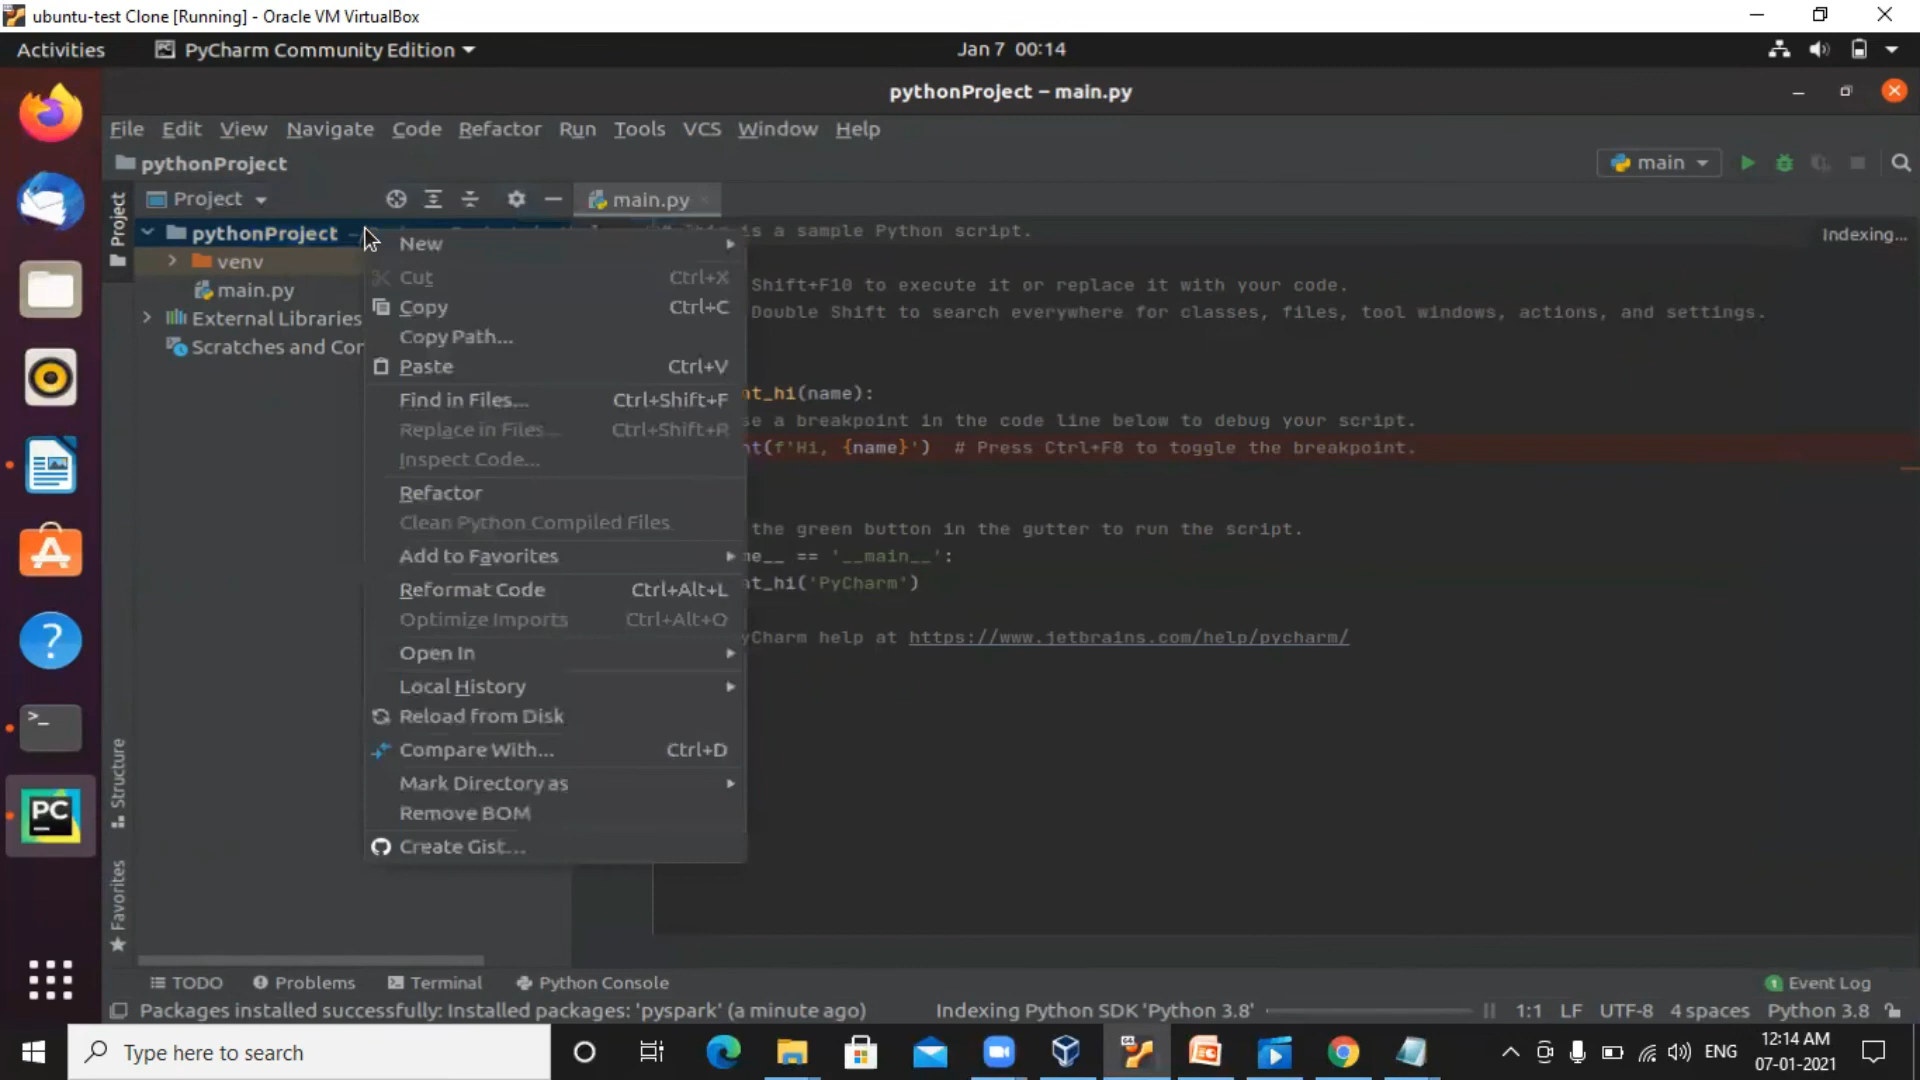 ubuntu-test Clone [Running] - Oracle VM VirtualBox
Activities PyCharm Community Edition Jan 7 00:14
pythonProject – main.py
File Edit View Navigate Code Refactor Run Tools VCS Window Help
pythonProject main
Project main.py
Project
pythonProject
venv
main.py
External Libraries
Scratches and Con
Structure
Favorites
New
Cut Ctrl+X
Copy Ctrl+C
Copy Path...
Paste Ctrl+V
Find in Files... Ctrl+Shift+F
Replace in Files... Ctrl+Shift+R
Inspect Code...
Refactor
Clean Python Compiled Files
Add to Favorites
Reformat Code Ctrl+Alt+L
Optimize Imports Ctrl+Alt+O
Open In
Local History
Reload from Disk
Compare With... Ctrl+D
Mark Directory as
Remove BOM
Create Gist...
is a sample Python script.
Indexing...
Shift+F10 to execute it or replace it with your code.
Double Shift to search everywhere for classes, files, tool windows, actions, and settings.
nt_hi(name):
se a breakpoint in the code line below to debug your script.
nt(f'Hi, {name}') # Press Ctrl+F8 to toggle the breakpoint.
the green button in the gutter to run the script.
me__ == '__main__':
nt_hi('PyCharm')
yCharm help at https://www.jetbrains.com/help/pycharm/
TODO Problems Terminal Python Console 1 Event Log
Packages installed successfully: Installed packages: 'pyspark' (a minute ago) Indexing Python SDK 'Python 3.8' 1:1 LF UTF-8 4 spaces Python 3.8
PC
Type here to search
ENG
12:14 AM
07-01-2021